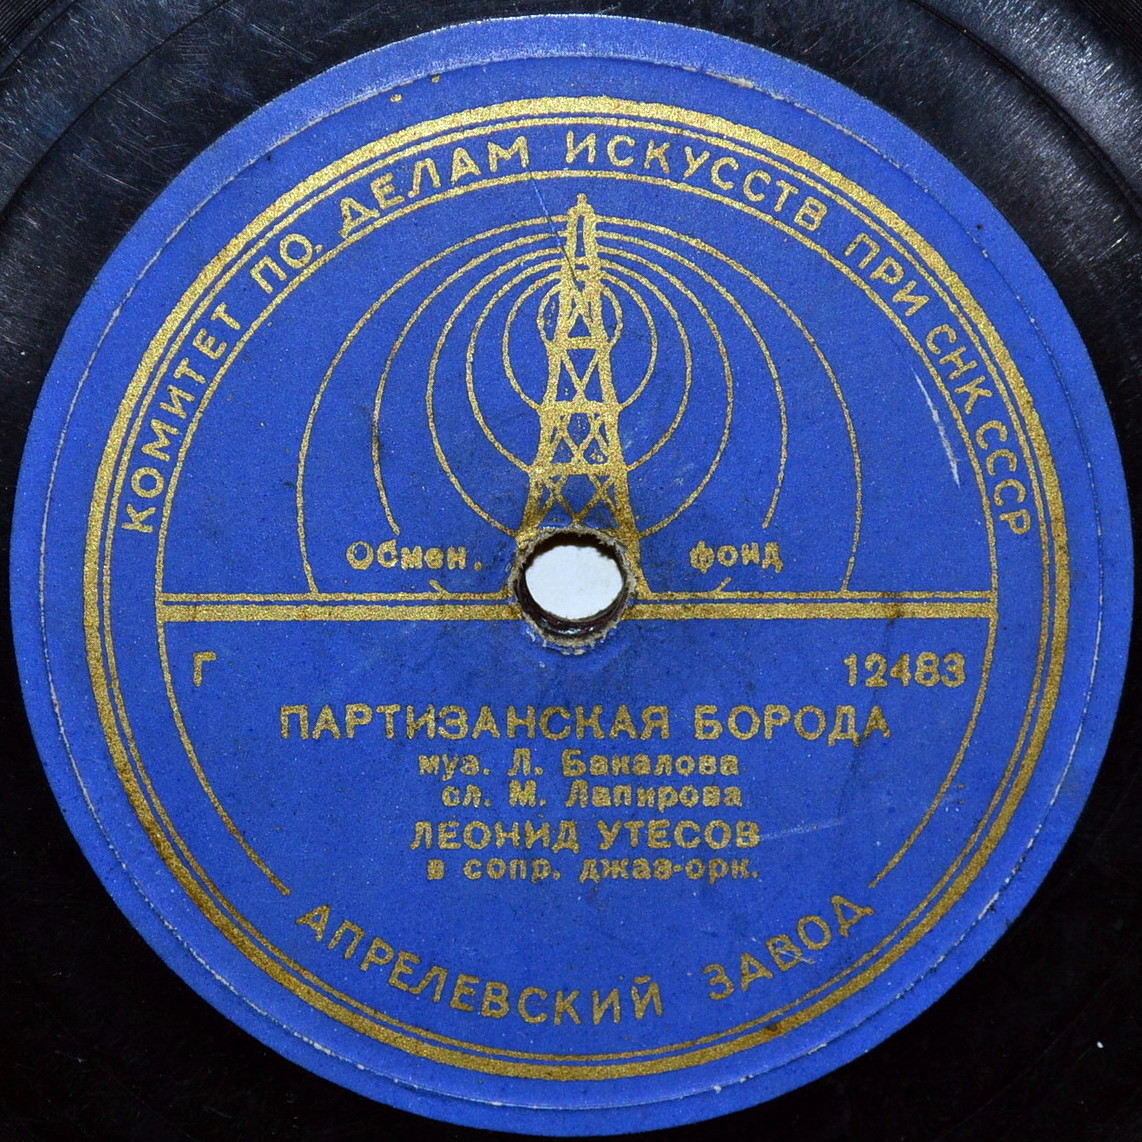 КОМИТЕТ ПО ДЕЛАМ ИСКУССТВ ПРИ СНК СССР
Обмен. фонд
Г 12483
ПАРТИЗАНСКАЯ БОРОДА
муз. Л. Бакалова
сл. М. Лапирова
ЛЕОНИД УТЕСОВ
в сопр. джаз-орк.
АПРЕЛЕВСКИЙ ЗАВОД